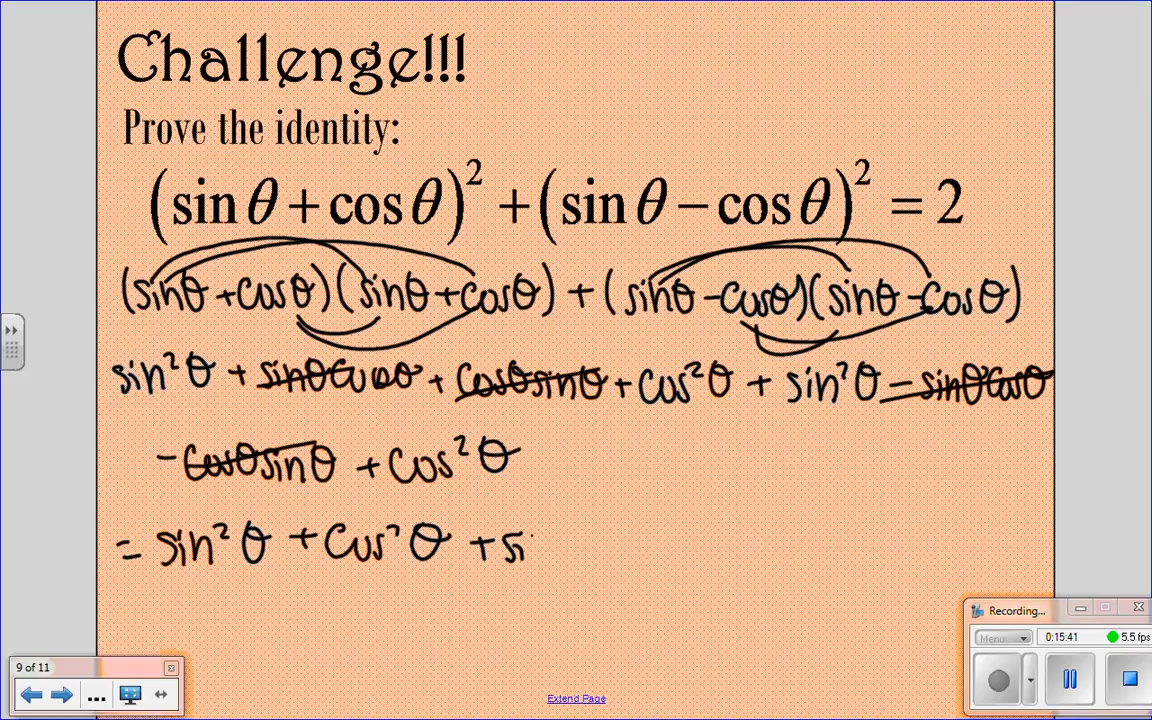 Challenge!!!
Prove the identity:
(sin θ + cos θ)² + (sin θ − cos θ)² = 2
(sinθ + cosθ)(sinθ + cosθ) + (sinθ − cosθ)(sinθ − cosθ)
sin²θ + sinθcosθ + cosθsinθ + cos²θ + sin²θ − sinθcosθ
− cosθsinθ + cos²θ
= sin²θ + cos²θ + si
Recording...
Menu
0:15:41
5.5 fps
9 of 11
...
Extend Page